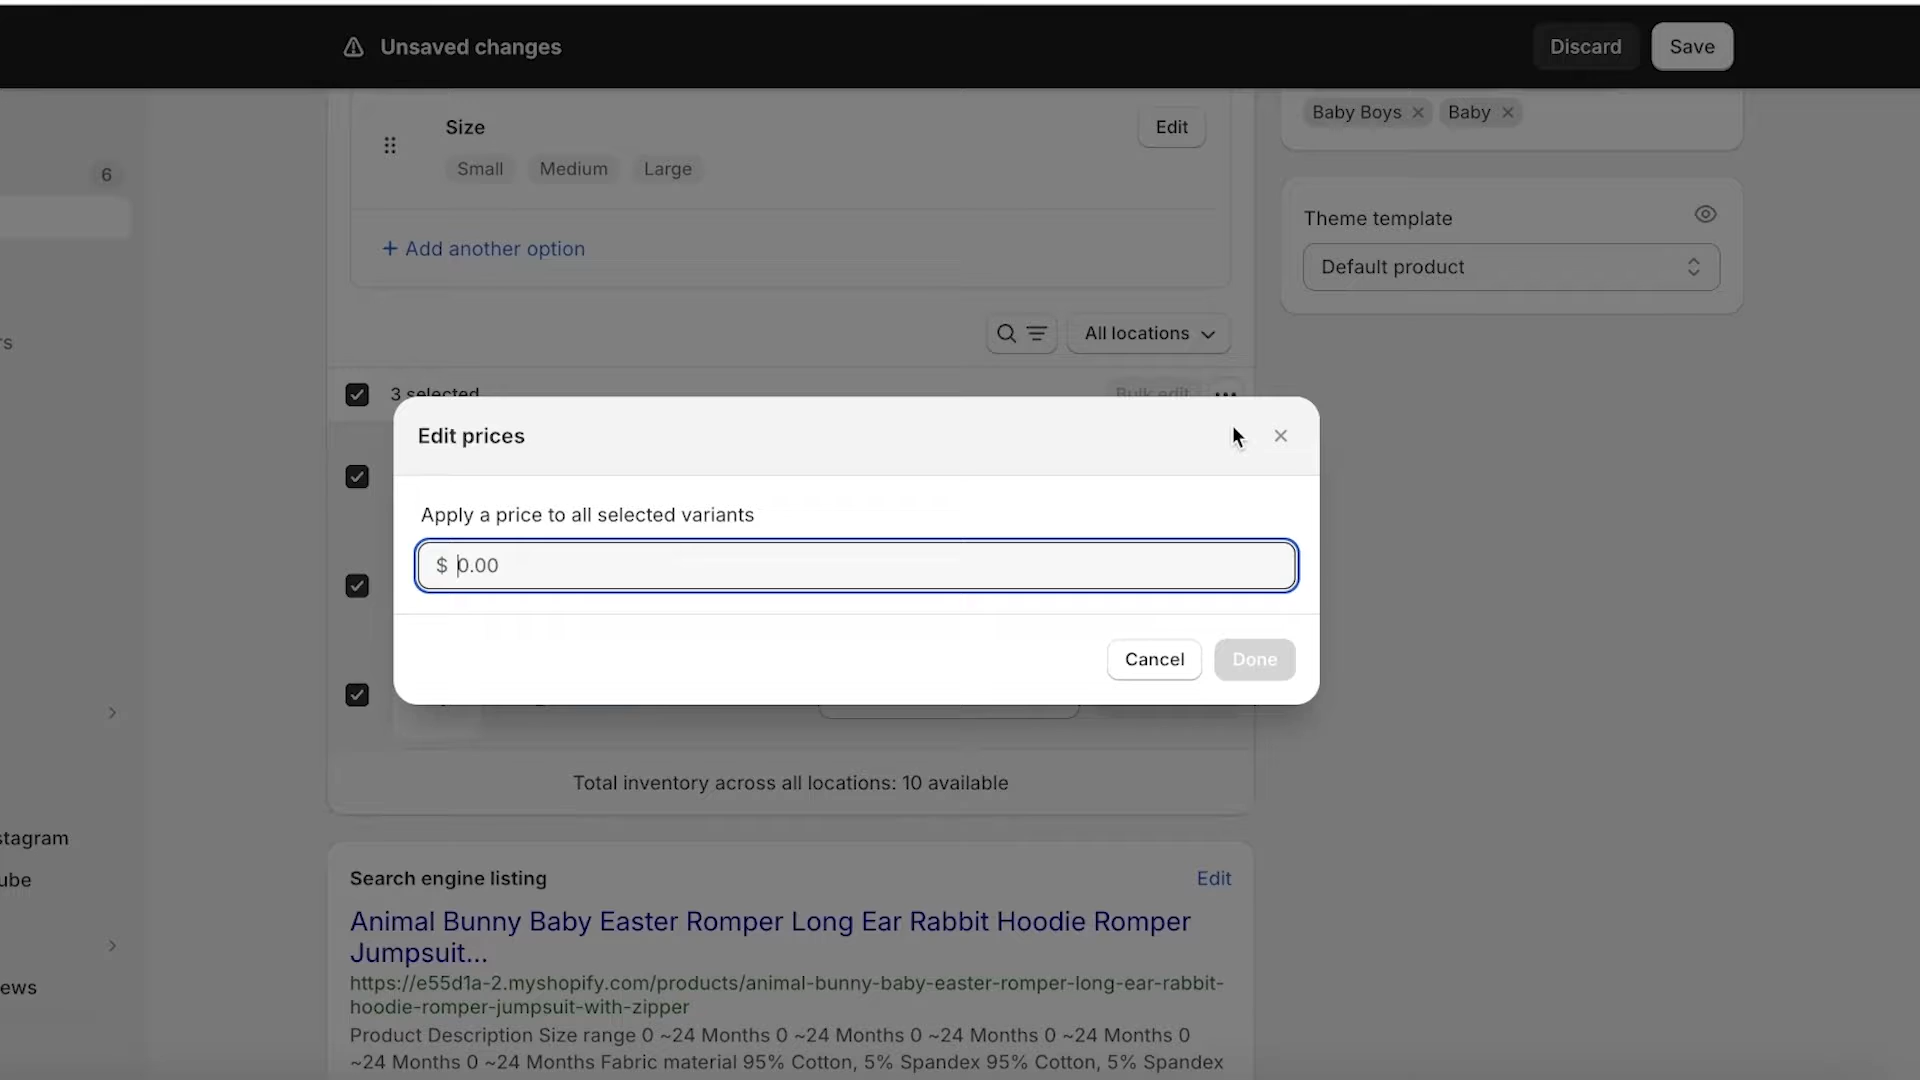 Unsaved changes
Discard
Save
Size
Edit
Small
Medium
Large
+ Add another option
Baby Boys
Baby
6
Theme template
Default product
All locations
3 selected
Bulk edit
Edit prices
Apply a price to all selected variants
$ 0.00
Cancel
Done
rs
Total inventory across all locations: 10 available
stagram
ube
ews
Search engine listing
Edit
Animal Bunny Baby Easter Romper Long Ear Rabbit Hoodie Romper
Jumpsuit...
https://e55d1a-2.myshopify.com/products/animal-bunny-baby-easter-romper-long-ear-rabbit-
hoodie-romper-jumpsuit-with-zipper
Product Description Size range 0 ~24 Months 0 ~24 Months 0 ~24 Months 0 ~24 Months 0
~24 Months 0 ~24 Months Fabric material 95% Cotton, 5% Spandex 95% Cotton, 5% Spandex